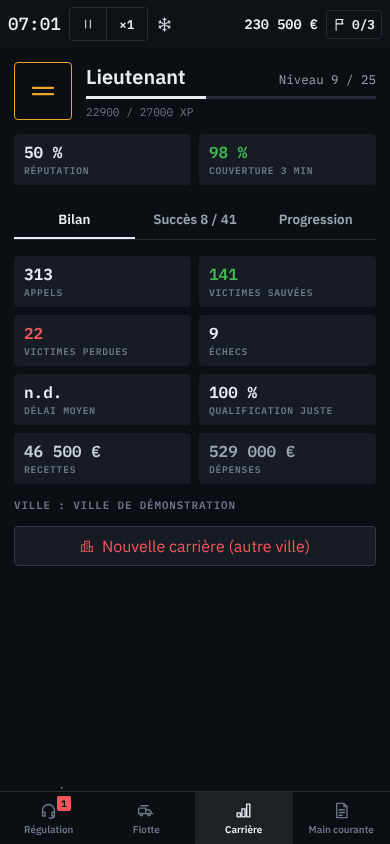 07:01 ×1 230 500 € 0/3
Lieutenant Niveau 9 / 25
22900 / 27000 XP
50 % 98 %
RÉPUTATION COUVERTURE 3 MIN
Bilan Succès 8 / 41 Progression
313 141
APPELS VICTIMES SAUVÉES
22 9
VICTIMES PERDUES ÉCHECS
n.d. 100 %
DÉLAI MOYEN QUALIFICATION JUSTE
46 500 € 529 000 €
RECETTES DÉPENSES
VILLE : VILLE DE DÉMONSTRATION
Nouvelle carrière (autre ville)
1
Régulation Flotte Carrière Main courante